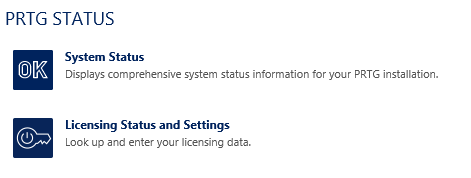 PRTG STATUS
OK
System Status
Displays comprehensive system status information for your PRTG installation.
Licensing Status and Settings
Look up and enter your licensing data.